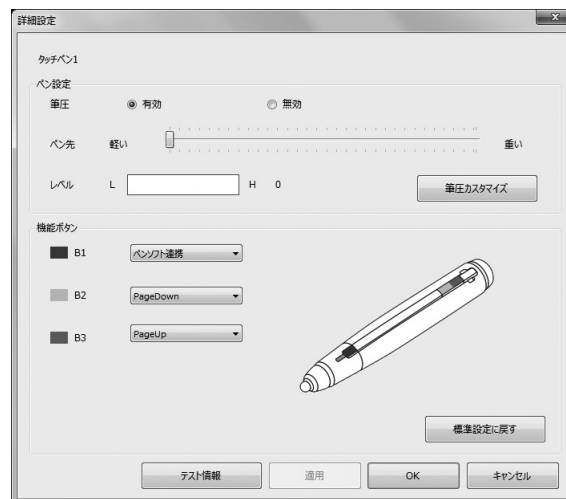 詳細設定
タッチペン1
ペン設定
筆圧 有効 無効
ペン先 軽い 重い
レベル L H 0 筆圧カスタマイズ
機能ボタン
B1 ペンソフト連携
B2 PageDown
B3 PageUp
標準設定に戻す
テスト情報 適用 OK キャンセル